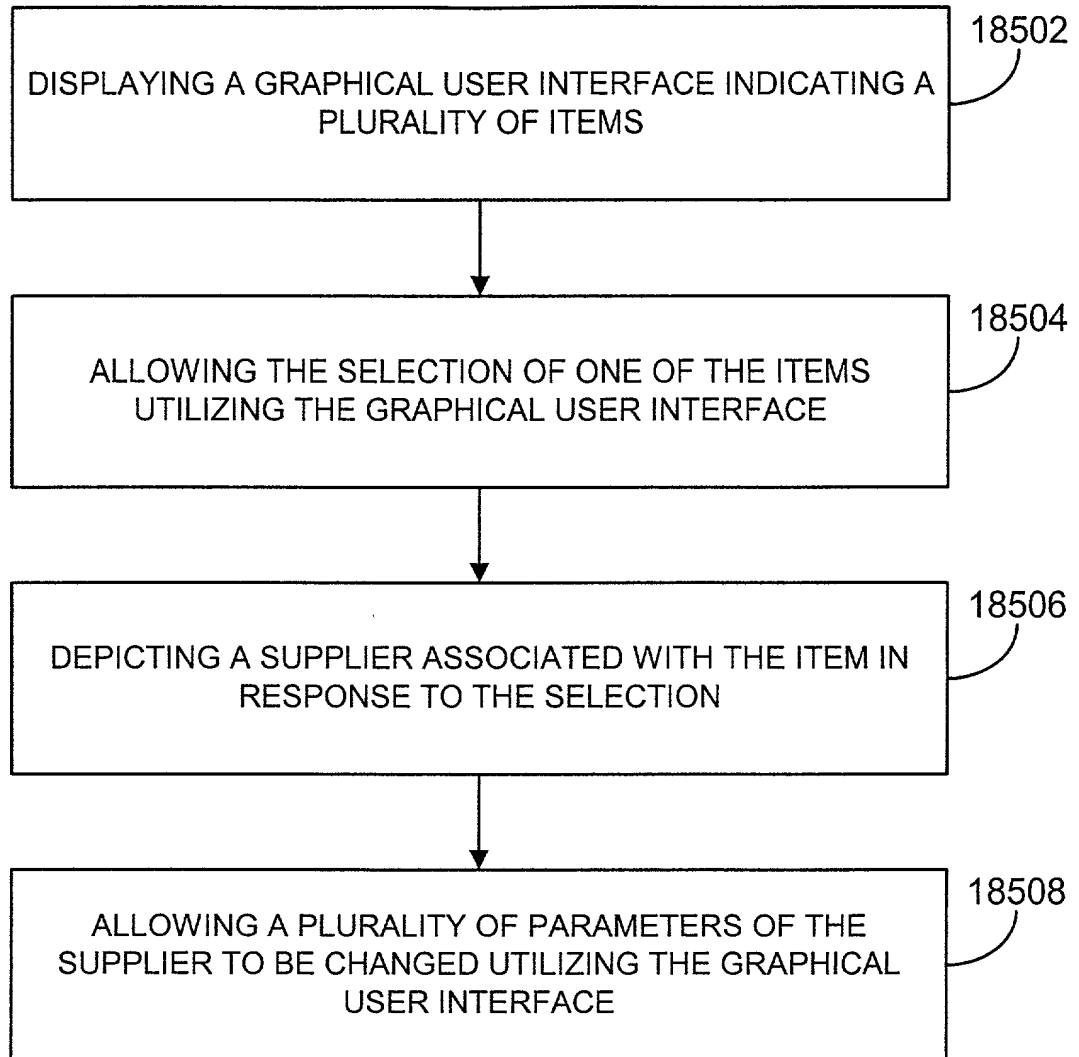 18502
DISPLAYING A GRAPHICAL USER INTERFACE INDICATING A
PLURALITY OF ITEMS
18504
ALLOWING THE SELECTION OF ONE OF THE ITEMS
UTILIZING THE GRAPHICAL USER INTERFACE
18506
DEPICTING A SUPPLIER ASSOCIATED WITH THE ITEM IN
RESPONSE TO THE SELECTION
18508
ALLOWING A PLURALITY OF PARAMETERS OF THE
SUPPLIER TO BE CHANGED UTILIZING THE GRAPHICAL
USER INTERFACE